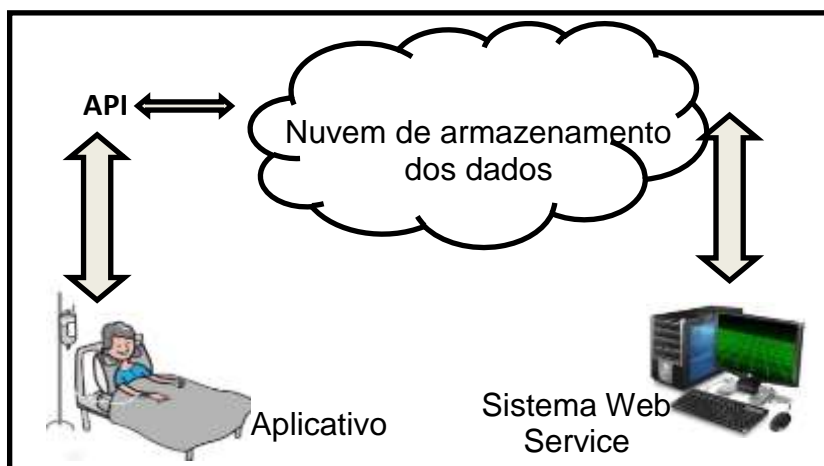 API
Nuvem de armazenamento
dos dados
Aplicativo
Sistema Web
Service